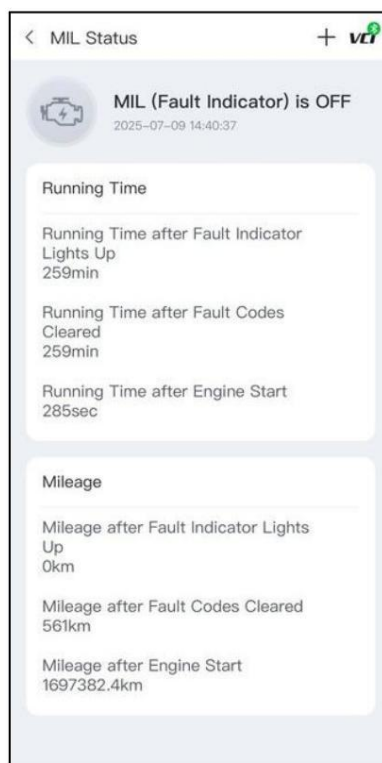 < MIL Status + VCI
MIL (Fault Indicator) is OFF
2025-07-09 14:40:37
Running Time
Running Time after Fault Indicator
Lights Up
259min
Running Time after Fault Codes
Cleared
259min
Running Time after Engine Start
285sec
Mileage
Mileage after Fault Indicator Lights
Up
0km
Mileage after Fault Codes Cleared
561km
Mileage after Engine Start
1697382.4km